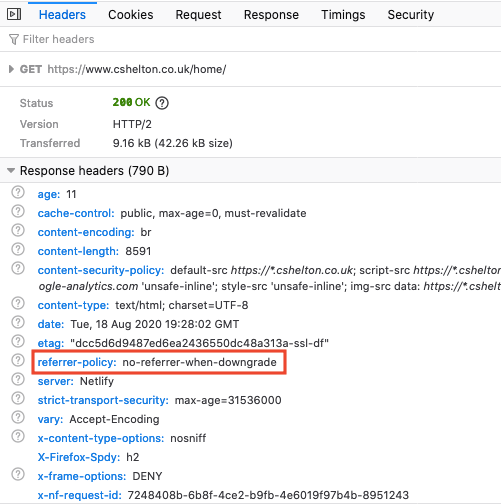 Headers Cookies Request Response Timings Security
Filter headers
GET https://www.cshelton.co.uk/home/
Status 200 OK ?
Version HTTP/2
Transferred 9.16 kB (42.26 kB size)
Response headers (790 B)
? age: 11
? cache-control: public, max-age=0, must-revalidate
? content-encoding: br
? content-length: 8591
? content-security-policy: default-src https://*.cshelton.co.uk; script-src https://*.cshelton
ogle-analytics.com 'unsafe-inline'; style-src 'unsafe-inline'; img-src data: https://*.cshelton
? content-type: text/html; charset=UTF-8
? date: Tue, 18 Aug 2020 19:28:02 GMT
? etag: "dcc5d6d9487ed6ea2436550dc48a313a-ssl-df"
? referrer-policy: no-referrer-when-downgrade
? server: Netlify
? strict-transport-security: max-age=31536000
? vary: Accept-Encoding
? x-content-type-options: nosniff
X-Firefox-Spdy: h2
? x-frame-options: DENY
x-nf-request-id: 7248408b-6b8f-4ce2-b9fb-4e6019f97b4b-8951243